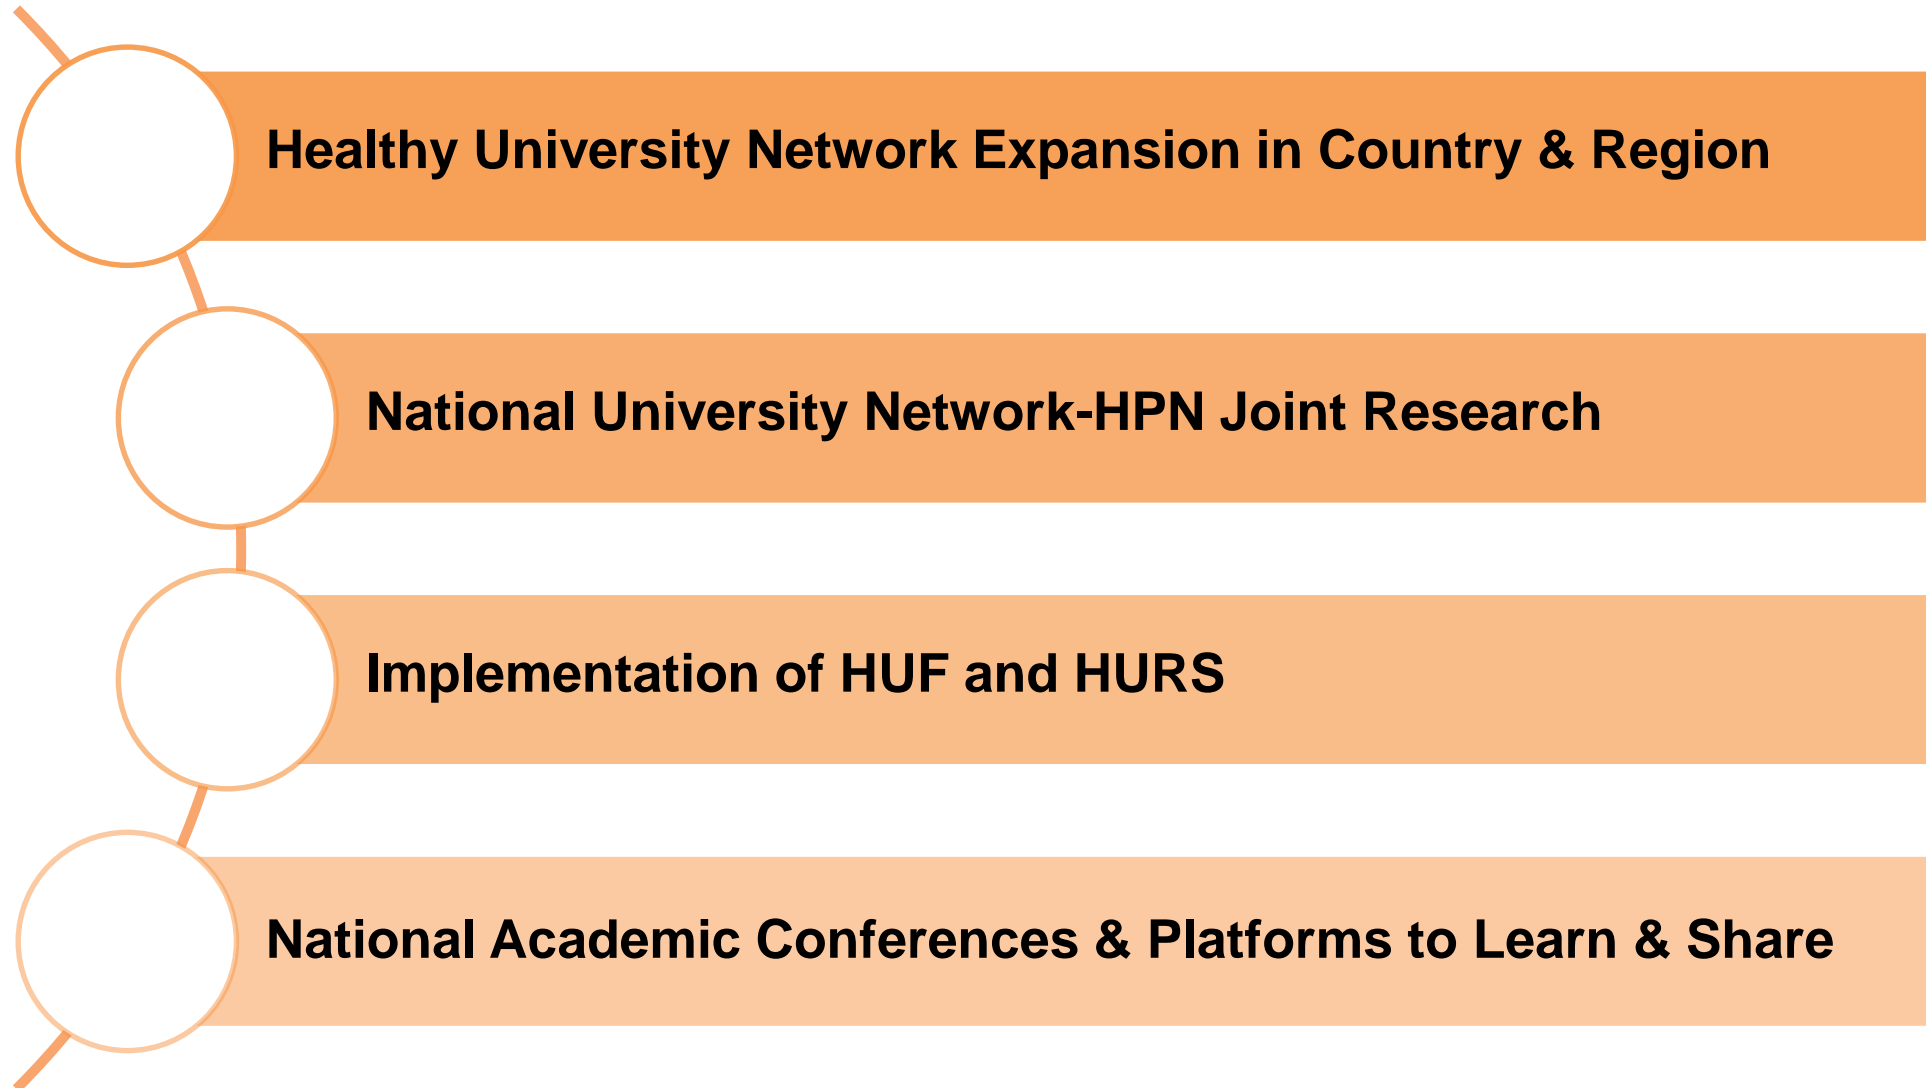 Healthy University Network Expansion in Country & Region
National University Network-HPN Joint Research
Implementation of HUF and HURS
National Academic Conferences & Platforms to Learn & Share